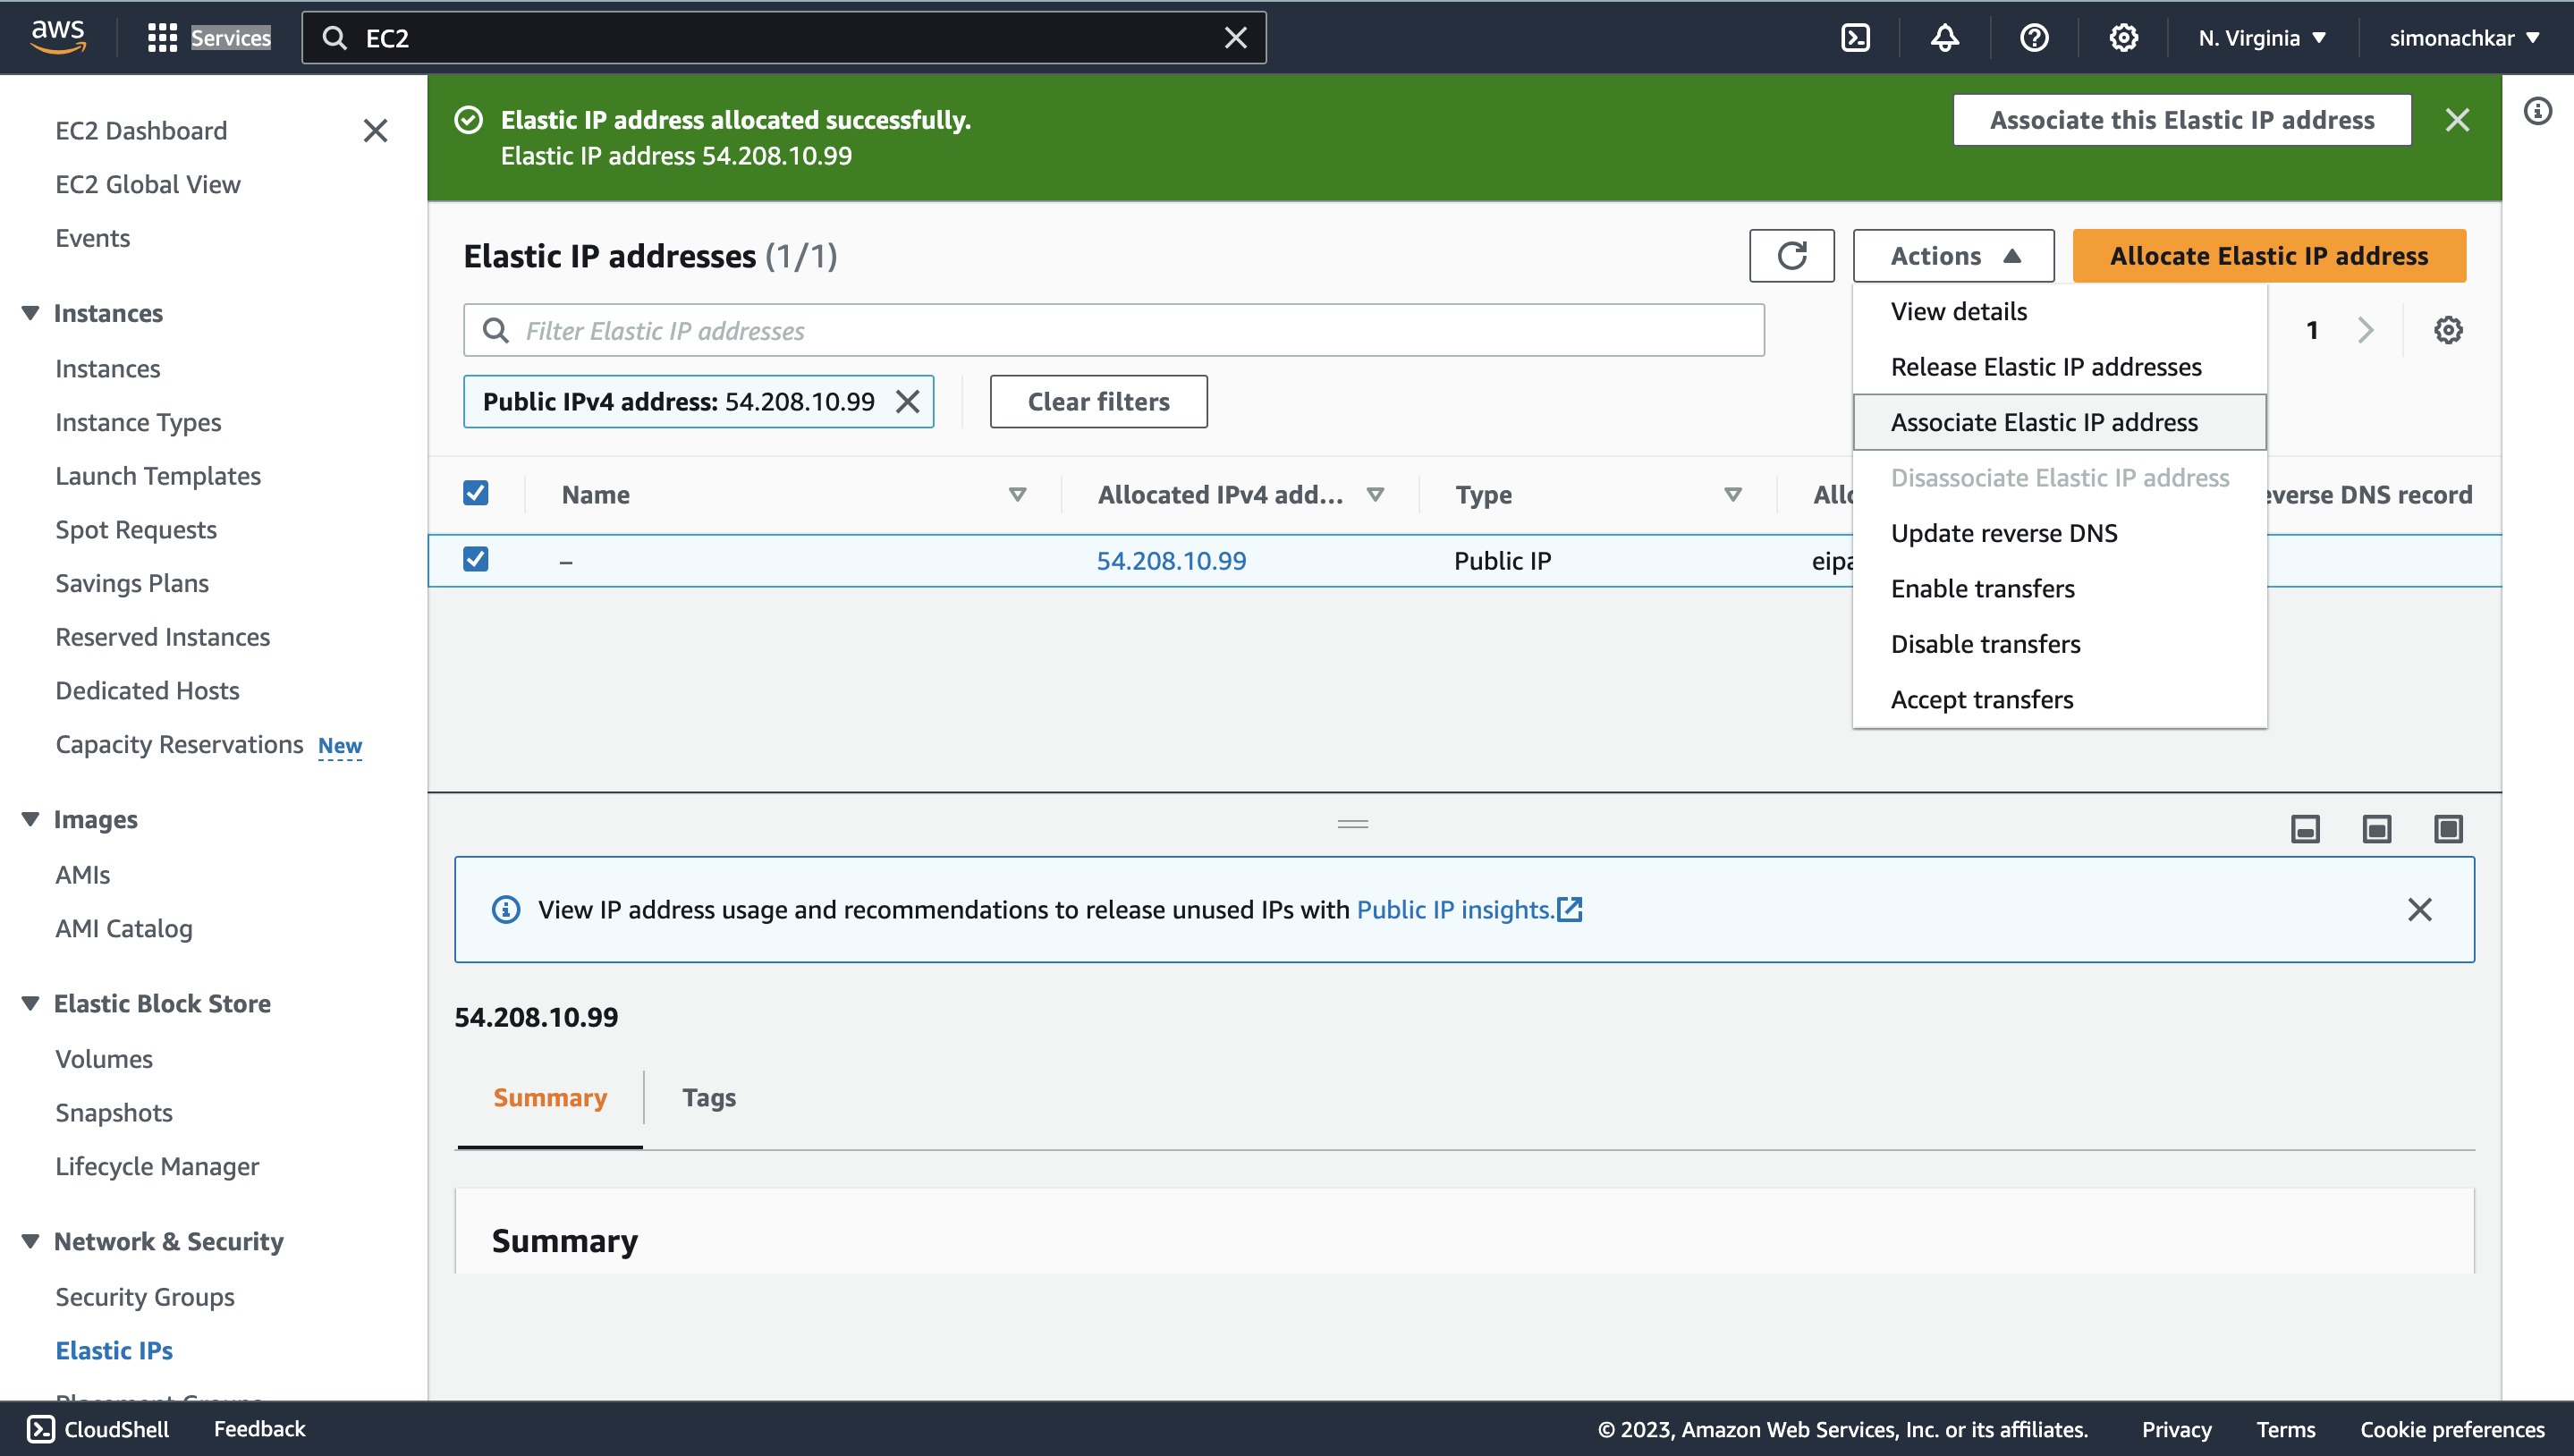 aws
Services
EC2
N. Virginia
simonachkar
EC2 Dashboard
EC2 Global View
Events
Instances
Instances
Instance Types
Launch Templates
Spot Requests
Savings Plans
Reserved Instances
Dedicated Hosts
Capacity Reservations New
Images
AMIs
AMI Catalog
Elastic Block Store
Volumes
Snapshots
Lifecycle Manager
Network & Security
Security Groups
Elastic IPs
Placement Groups
Elastic IP address allocated successfully.
Elastic IP address 54.208.10.99
Associate this Elastic IP address
Elastic IP addresses (1/1)
Actions
Allocate Elastic IP address
Filter Elastic IP addresses
1
Public IPv4 address: 54.208.10.99
Clear filters
View details
Release Elastic IP addresses
Associate Elastic IP address
Disassociate Elastic IP address
Update reverse DNS
Enable transfers
Disable transfers
Accept transfers
Name Allocated IPv4 add... Type Allo everse DNS record
– 54.208.10.99 Public IP eipa
View IP address usage and recommendations to release unused IPs with Public IP insights.
54.208.10.99
Summary Tags
Summary
CloudShell Feedback
© 2023, Amazon Web Services, Inc. or its affiliates. Privacy Terms Cookie preferences